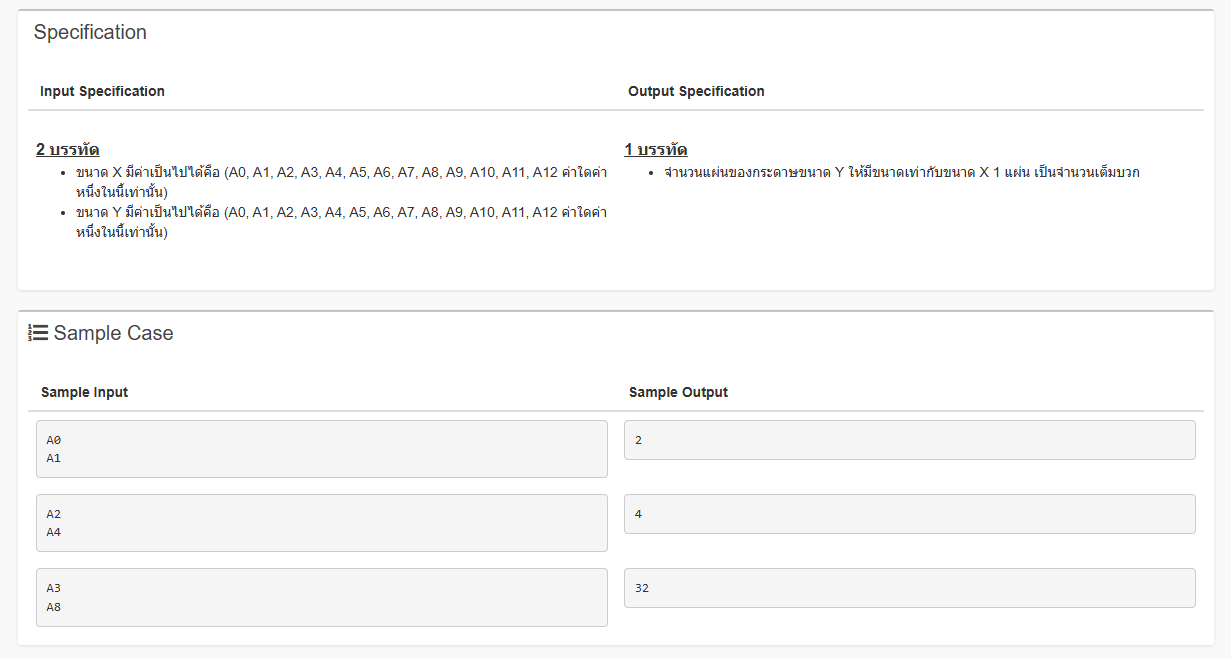 Specification
Input Specification
Output Specification
2 บรรทัด
ขนาด X มีค่าเป็นไปได้คือ (A0, A1, A2, A3, A4, A5, A6, A7, A8, A9, A10, A11, A12 ค่าใดค่า
หนึ่งในนี้เท่านั้น)
ขนาด Y มีค่าเป็นไปได้คือ (A0, A1, A2, A3, A4, A5, A6, A7, A8, A9, A10, A11, A12 ค่าใดค่า
หนึ่งในนี้เท่านั้น)
1 บรรทัด
จำนวนแผ่นของกระดาษขนาด Y ให้มีขนาดเท่ากับขนาด X 1 แผ่น เป็นจำนวนเต็มบวก
Sample Case
Sample Input
Sample Output
A0
A1
2
A2
A4
4
A3
A8
32